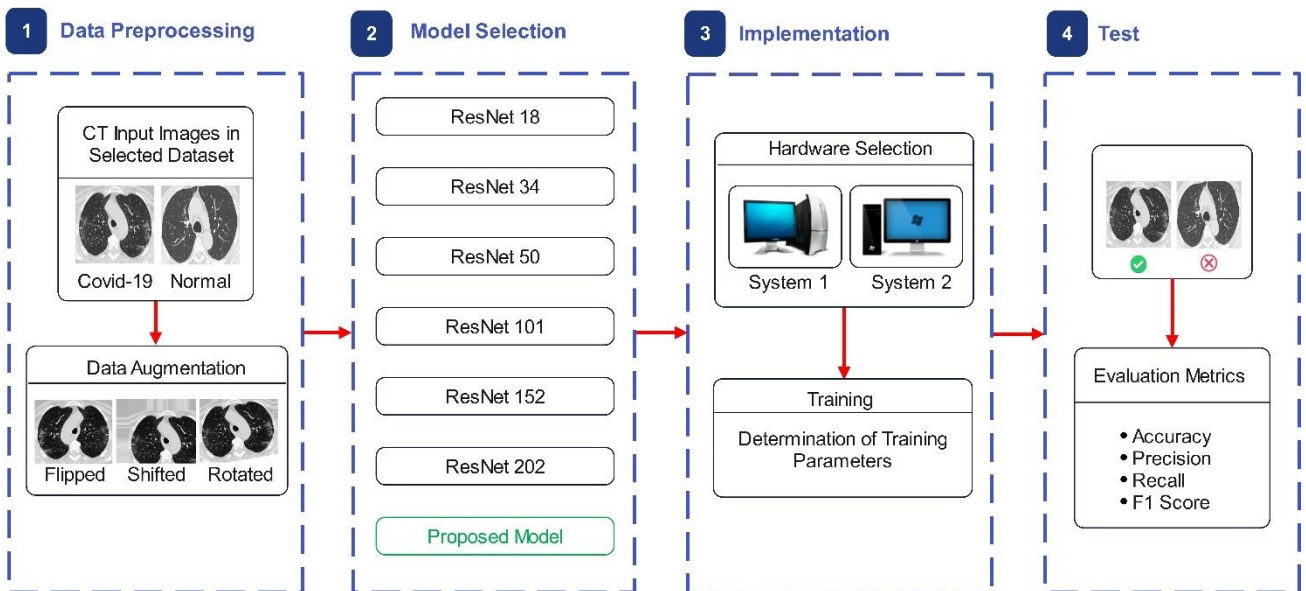 1 Data Preprocessing
CT Input Images in
Selected Dataset
Covid-19 Normal
Data Augmentation
Flipped Shifted Rotated
2 Model Selection
ResNet 18
ResNet 34
ResNet 50
ResNet 101
ResNet 152
ResNet 202
Proposed Model
3 Implementation
Hardware Selection
System 1 System 2
Training
Determination of Training
Parameters
4 Test
Evaluation Metrics
• Accuracy
• Precision
• Recall
• F1 Score